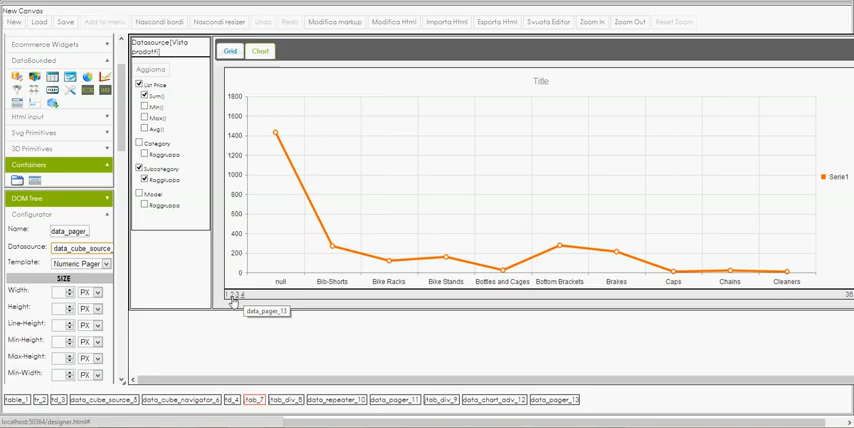 New Canvas
New Load Save Add to menu Nascondi bordi Nascondi resizer Undo Redo Modifica markup Modifica Html Importa Html Esporta Html Svuota Editor Zoom In Zoom Out Reset Zoom
Ecommerce Widgets
DataBounded
Html input
Svg Primitives
3D Primitives
Containers
DOM Tree
Configurator
Name: data_pager_
Datasource: data_cube_source_
Template: Numeric Pager
SIZE
Width: PX
Height: PX
Line-Height: PX
Min-Height: PX
Max-Height: PX
Min-Width: PX
Datasource[Vista
prodotti]
Aggiorna
List Price
Sum()
Min()
Max()
Avg()
Category
Raggruppa
Subcategory
Raggruppa
Model
Raggruppa
Grid Chart
Title
1800
1600
1400
1200
1000
800
600
400
200
0
null Bib-Shorts Bike Racks Bike Stands Bottles and Cages Bottom Brackets Brakes Caps Chains Cleaners
Serie1
1 2 3 4
data_pager_13
table_1 tr_2 td_3 data_cube_source_5 data_cube_navigator_6 td_4 tab_7 tab_div_8 data_repeater_10 data_pager_11 tab_div_9 data_chart_adv_12 data_pager_13
localhost:50364/designer.html#